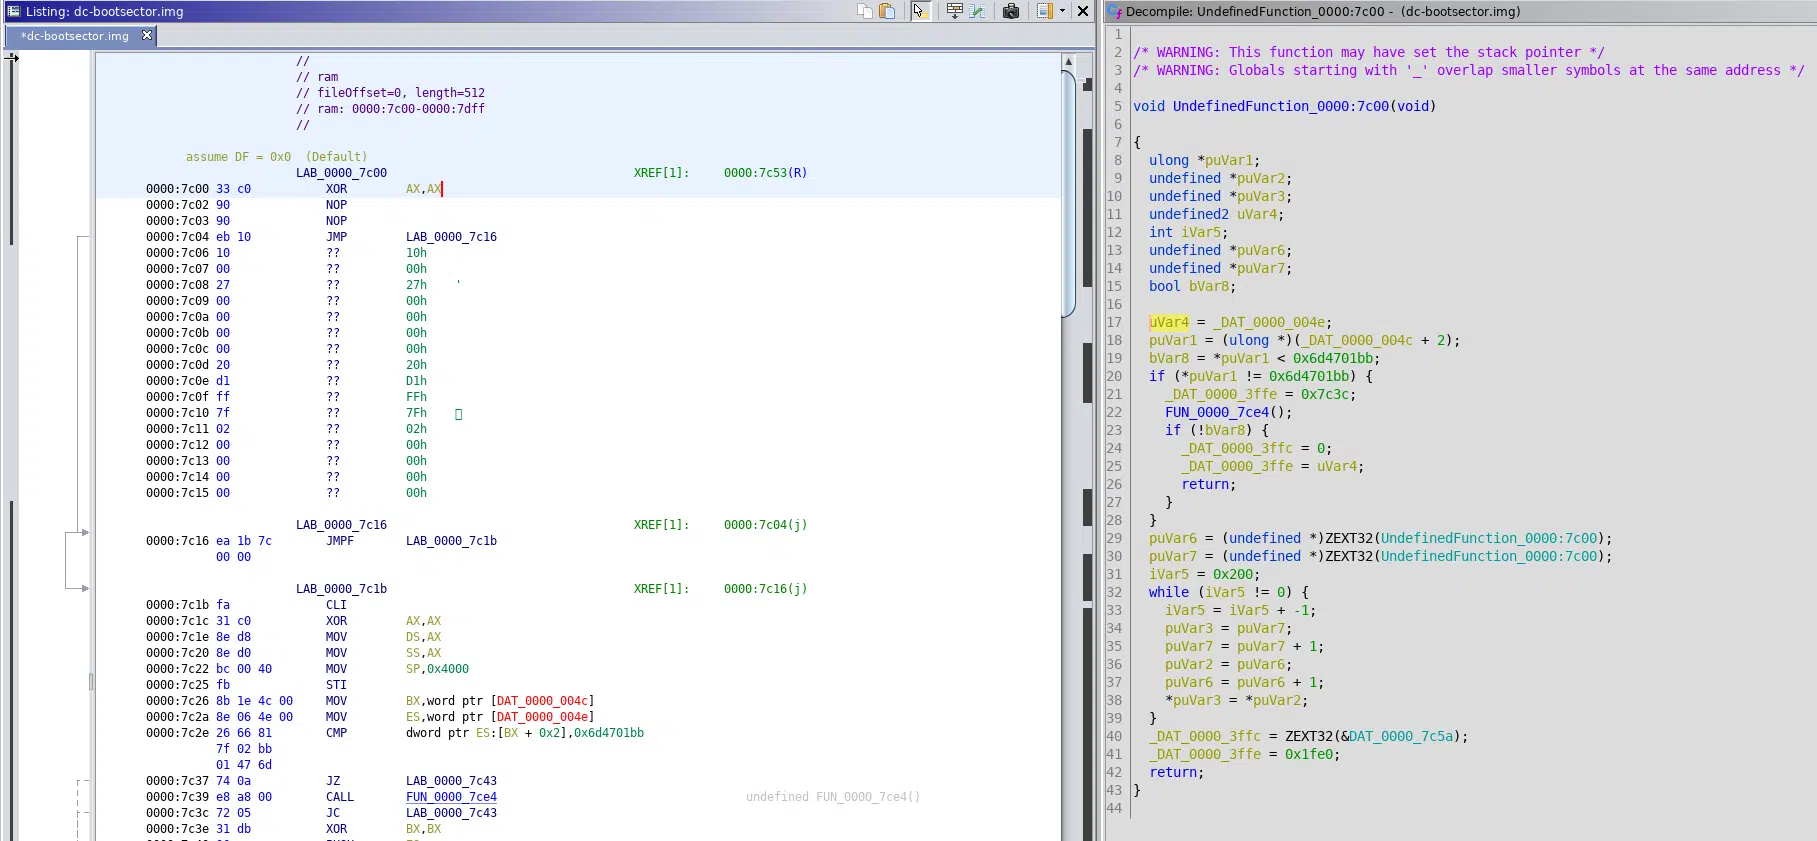 Listing: dc-bootsector.img
*dc-bootsector.img
//
// ram
// fileOffset=0, length=512
// ram: 0000:7c00-0000:7dff
//
assume DF = 0x0  (Default)
LAB_0000_7c00 XREF[1]: 0000:7c53(R)
0000:7c00 33 c0 XOR AX,AX
0000:7c02 90 NOP
0000:7c03 90 NOP
0000:7c04 eb 10 JMP LAB_0000_7c16
0000:7c06 10 ?? 10h
0000:7c07 00 ?? 00h
0000:7c08 27 ?? 27h '
0000:7c09 00 ?? 00h
0000:7c0a 00 ?? 00h
0000:7c0b 00 ?? 00h
0000:7c0c 00 ?? 00h
0000:7c0d 20 ?? 20h
0000:7c0e d1 ?? D1h
0000:7c0f ff ?? FFh
0000:7c10 7f ?? 7Fh
0000:7c11 02 ?? 02h
0000:7c12 00 ?? 00h
0000:7c13 00 ?? 00h
0000:7c14 00 ?? 00h
0000:7c15 00 ?? 00h
LAB_0000_7c16 XREF[1]: 0000:7c04(j)
0000:7c16 ea 1b 7c JMPF LAB_0000_7c1b
00 00
LAB_0000_7c1b XREF[1]: 0000:7c16(j)
0000:7c1b fa CLI
0000:7c1c 31 c0 XOR AX,AX
0000:7c1e 8e d8 MOV DS,AX
0000:7c20 8e d0 MOV SS,AX
0000:7c22 bc 00 40 MOV SP,0x4000
0000:7c25 fb STI
0000:7c26 8b 1e 4c 00 MOV BX,word ptr [DAT_0000_004c]
0000:7c2a 8e 06 4e 00 MOV ES,word ptr [DAT_0000_004e]
0000:7c2e 26 66 81 CMP dword ptr ES:[BX + 0x2],0x6d4701bb
7f 02 bb
01 47 6d
0000:7c37 74 0a JZ LAB_0000_7c43
0000:7c39 e8 a8 00 CALL FUN_0000_7ce4 undefined FUN_0000_7ce4()
0000:7c3c 72 05 JC LAB_0000_7c43
0000:7c3e 31 db XOR BX,BX
Decompile: UndefinedFunction_0000:7c00 -  (dc-bootsector.img)
1
2 /* WARNING: This function may have set the stack pointer */
3 /* WARNING: Globals starting with '_' overlap smaller symbols at the same address */
4
5 void UndefinedFunction_0000:7c00(void)
6
7 {
8 ulong *puVar1;
9 undefined *puVar2;
10 undefined *puVar3;
11 undefined2 uVar4;
12 int iVar5;
13 undefined *puVar6;
14 undefined *puVar7;
15 bool bVar8;
16
17 uVar4 = _DAT_0000_004e;
18 puVar1 = (ulong *)(_DAT_0000_004c + 2);
19 bVar8 = *puVar1 < 0x6d4701bb;
20 if (*puVar1 != 0x6d4701bb) {
21 _DAT_0000_3ffe = 0x7c3c;
22 FUN_0000_7ce4();
23 if (!bVar8) {
24 _DAT_0000_3ffc = 0;
25 _DAT_0000_3ffe = uVar4;
26 return;
27 }
28 }
29 puVar6 = (undefined *)ZEXT32(UndefinedFunction_0000:7c00);
30 puVar7 = (undefined *)ZEXT32(UndefinedFunction_0000:7c00);
31 iVar5 = 0x200;
32 while (iVar5 != 0) {
33 iVar5 = iVar5 + -1;
34 puVar3 = puVar7;
35 puVar7 = puVar7 + 1;
36 puVar2 = puVar6;
37 puVar6 = puVar6 + 1;
38 *puVar3 = *puVar2;
39 }
40 _DAT_0000_3ffc = ZEXT32(&DAT_0000_7c5a);
41 _DAT_0000_3ffe = 0x1fe0;
42 return;
43 }
44